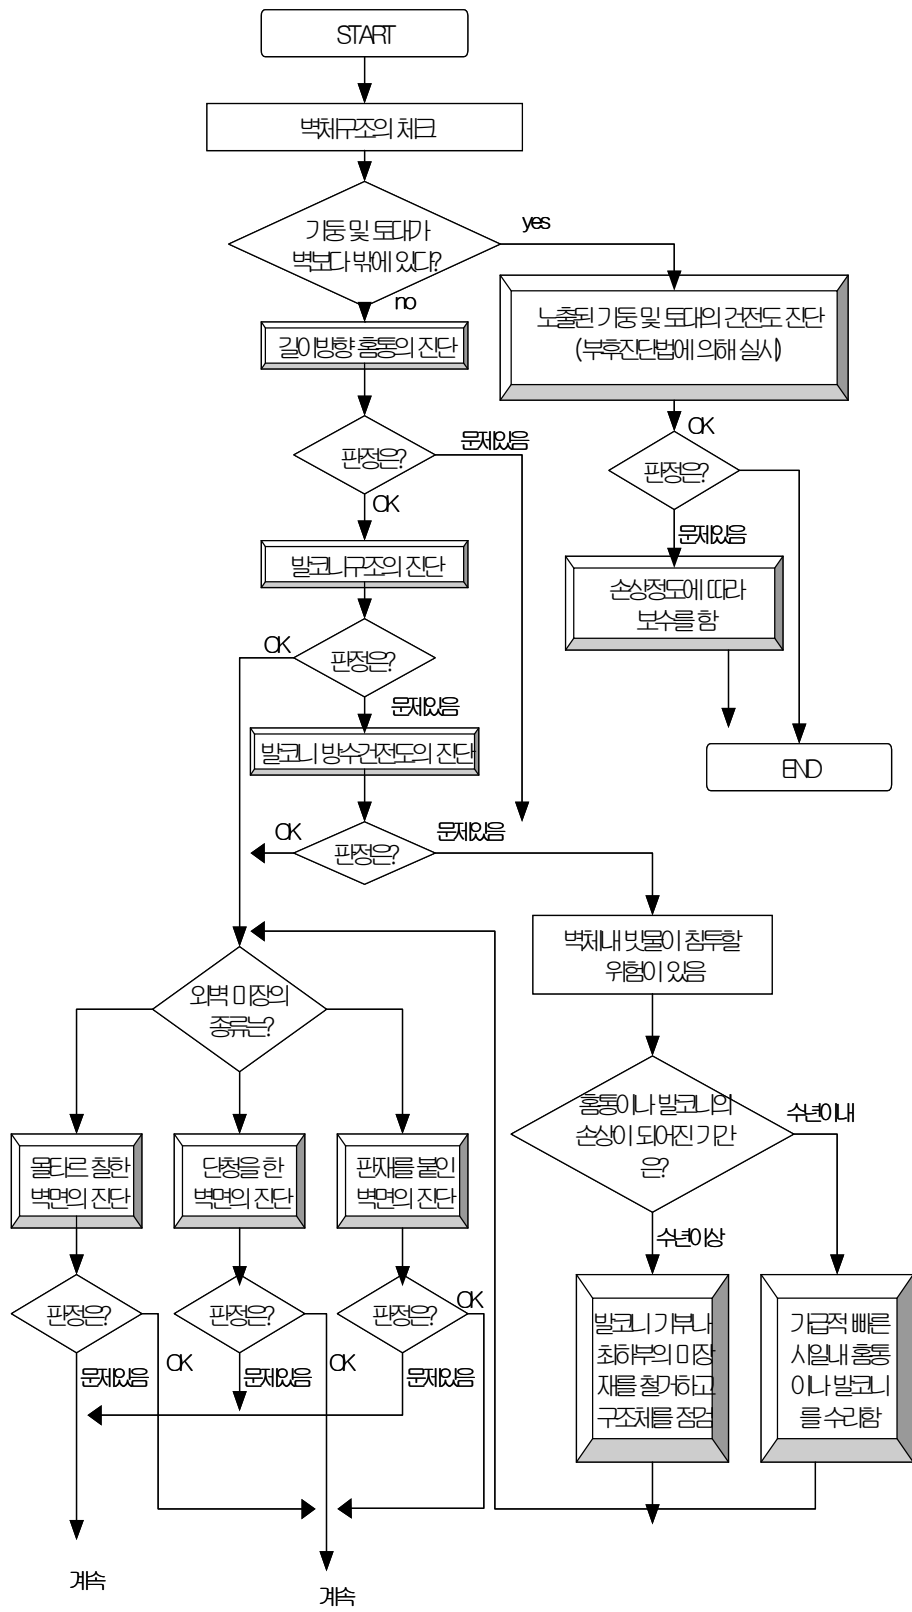 START
벽체구조의 체크
기둥 및 토대가
벽보다 밖에 있다?
yes
no
노출된 기둥 및 토대의 건전도 진단
(부후진단법에 의해 실시)
길이방향 홈통의 진단
OK
판정은?
문제있음
판정은?
OK
문제있음
발코니구조의 진단
손상정도에 따라
보수를 함
OK
판정은?
문제있음
발코니 방수건전도의 진단
END
OK
판정은?
문제있음
벽체내 빗물이 침투할
위험이 있음
외벽 미장의
종류는?
홈통이나 발코니의
손상이 되어진 기간
은?
수년이내
수년이상
몰타르 칠한
벽면의 진단
단청을 한
벽면의 진단
판재를 붙인
벽면의 진단
판정은?
판정은?
판정은?
OK
OK
OK
문제있음
문제있음
문제있음
발코니 기부나
최하부의 미장
재를 철거하고
구조체를 점검
가급적 빠른
시일내 홈통
이나 발코니
를 수리함
계속
계속